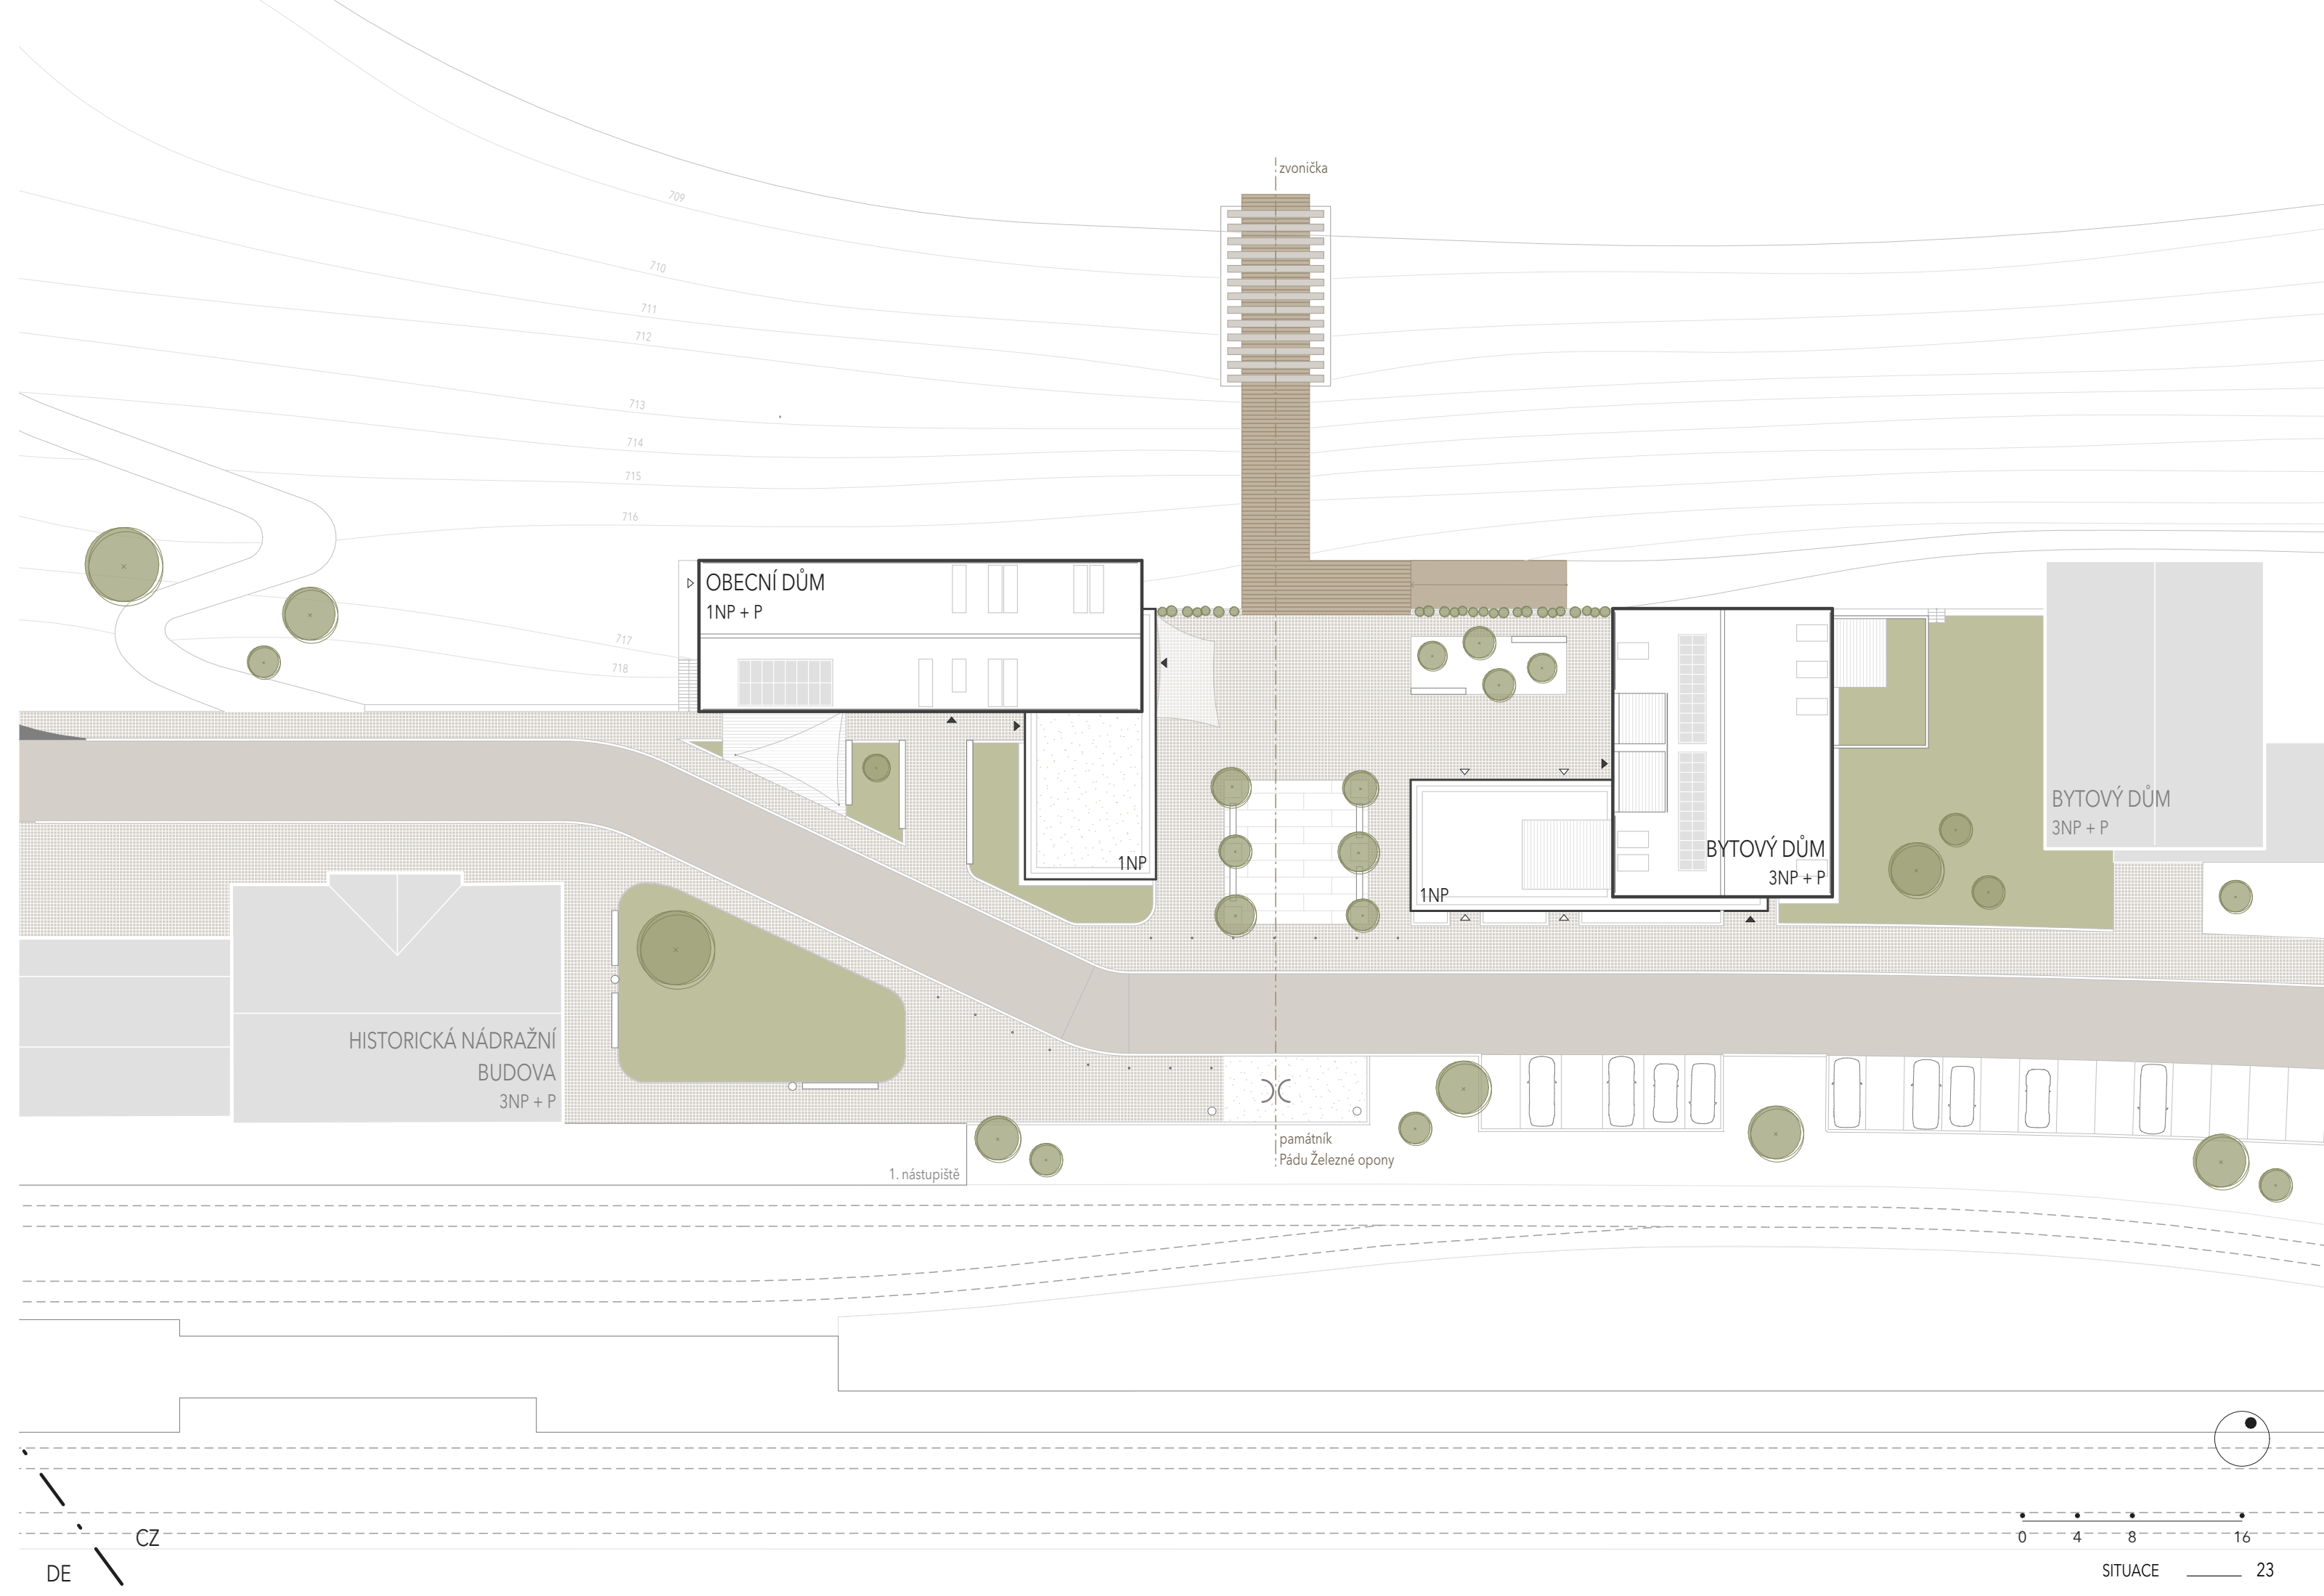 zvonička
709
710
711
712
713
714
715
716
717
718
OBECNÍ DŮM
1NP + P
1NP
1NP
BYTOVÝ DŮM
3NP + P
BYTOVÝ DŮM
3NP + P
HISTORICKÁ NÁDRAŽNÍ
BUDOVA
3NP + P
památník
Pádu Železné opony
1. nástupiště
CZ
DE
0 4 8 16
SITUACE 23